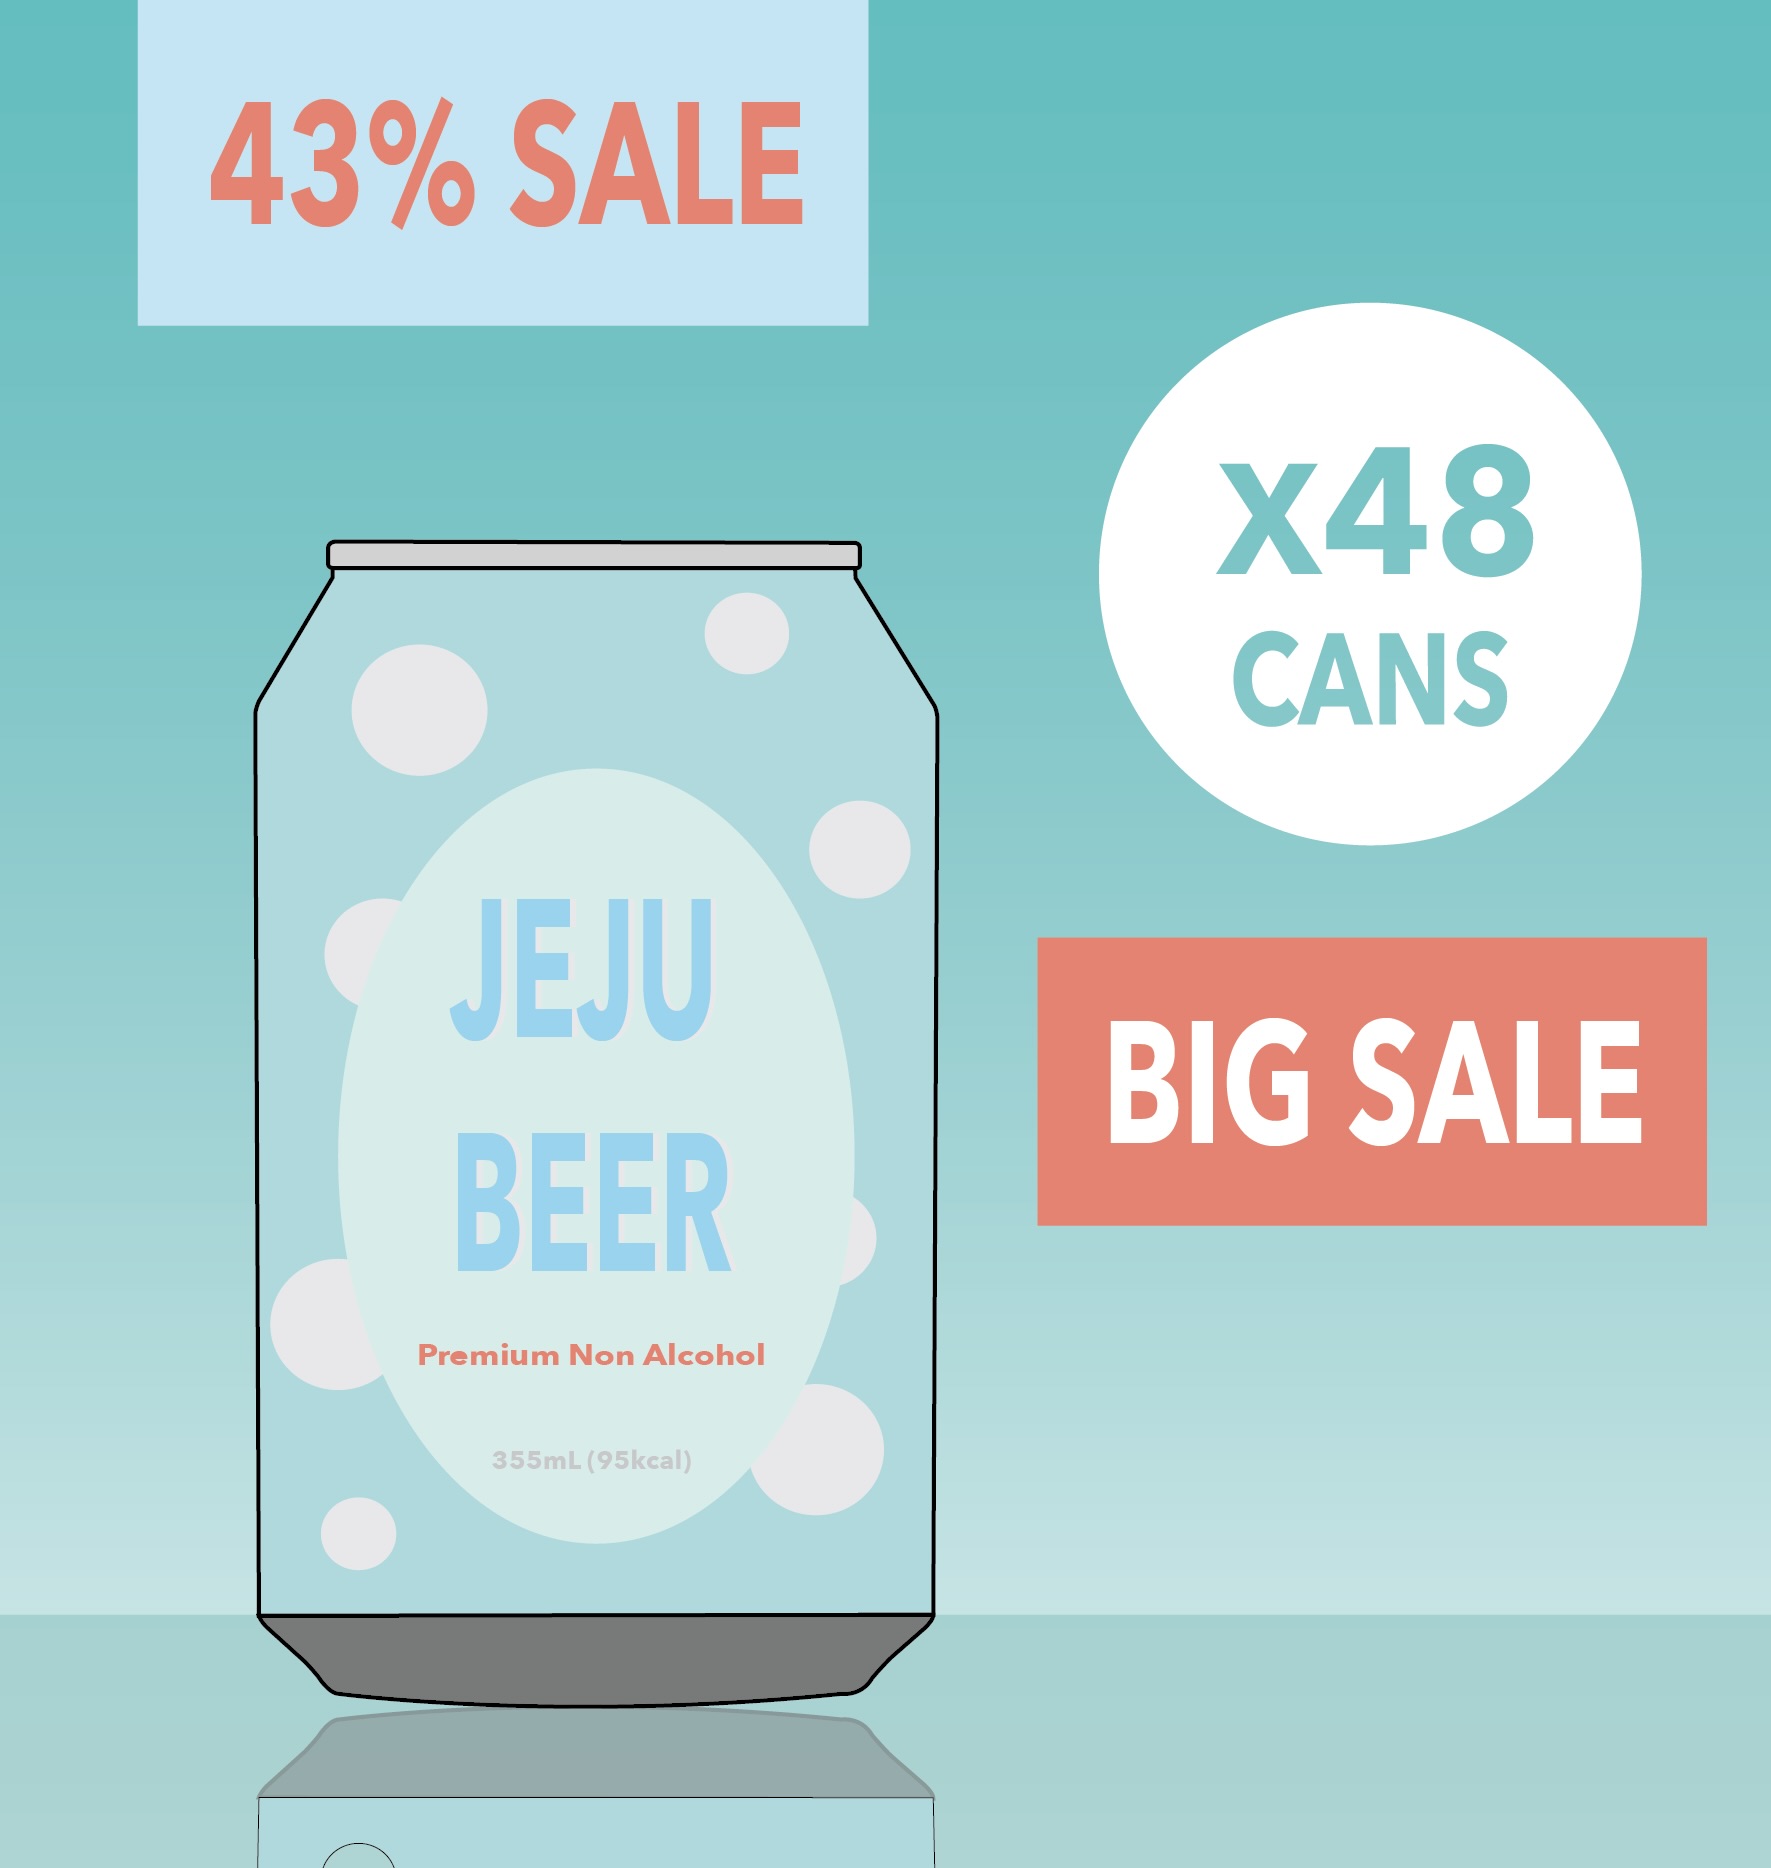 43% SALE
x48
CANS
JEJU
BEER
BIG SALE
Premium Non Alcohol
355mL (95kcal)